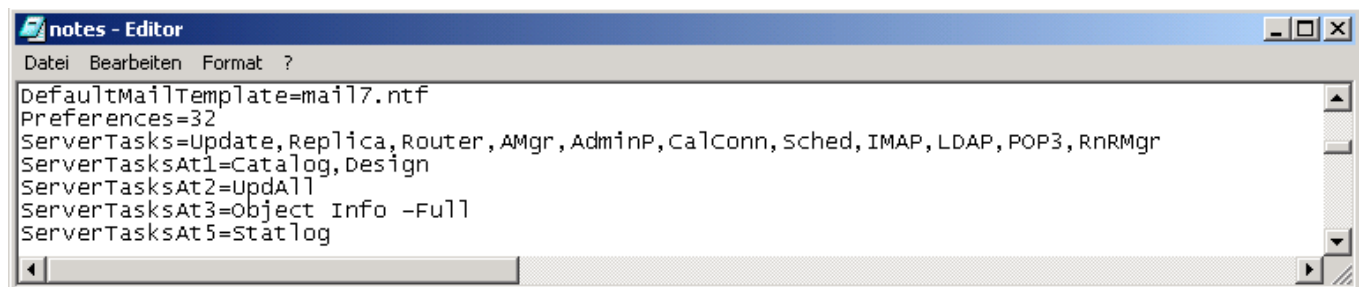 notes - Editor
Datei Bearbeiten Format ?
DefaultMailTemplate=mail7.ntf
Preferences=32
ServerTasks=Update,Replica,Router,AMgr,AdminP,CalConn,Sched,IMAP,LDAP,POP3,RnRMgr
ServerTasksAt1=Catalog,Design
ServerTasksAt2=UpdAll
ServerTasksAt3=Object Info -Full
ServerTasksAt5=Statlog